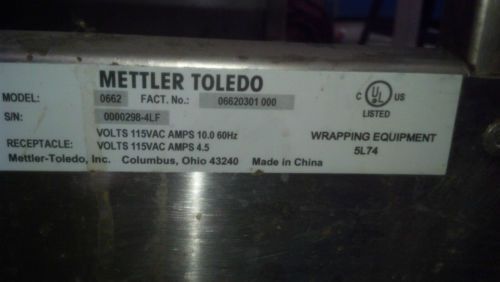 METTLER TOLEDO
MODEL: 0662 FACT. No.: 06620301 000
S/N: 0000298-4LF
VOLTS 115VAC AMPS 10.0 60Hz
RECEPTACLE: VOLTS 115VAC AMPS 4.5
Mettler-Toledo, Inc. Columbus, Ohio 43240 Made in China
C UL US
LISTED
WRAPPING EQUIPMENT
5L74